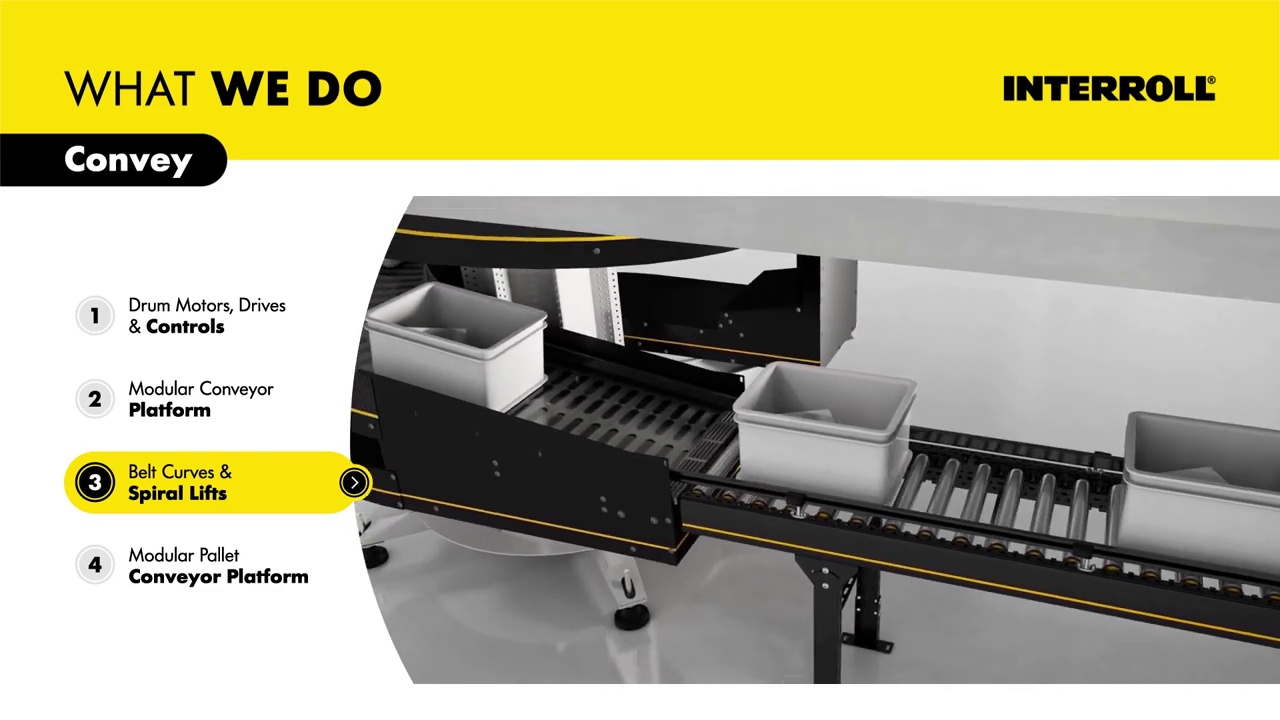 WHAT WE DO
INTERROLL®
Convey
1
Drum Motors, Drives
& Controls
2
Modular Conveyor
Platform
3
Belt Curves &
Spiral Lifts
4
Modular Pallet
Conveyor Platform